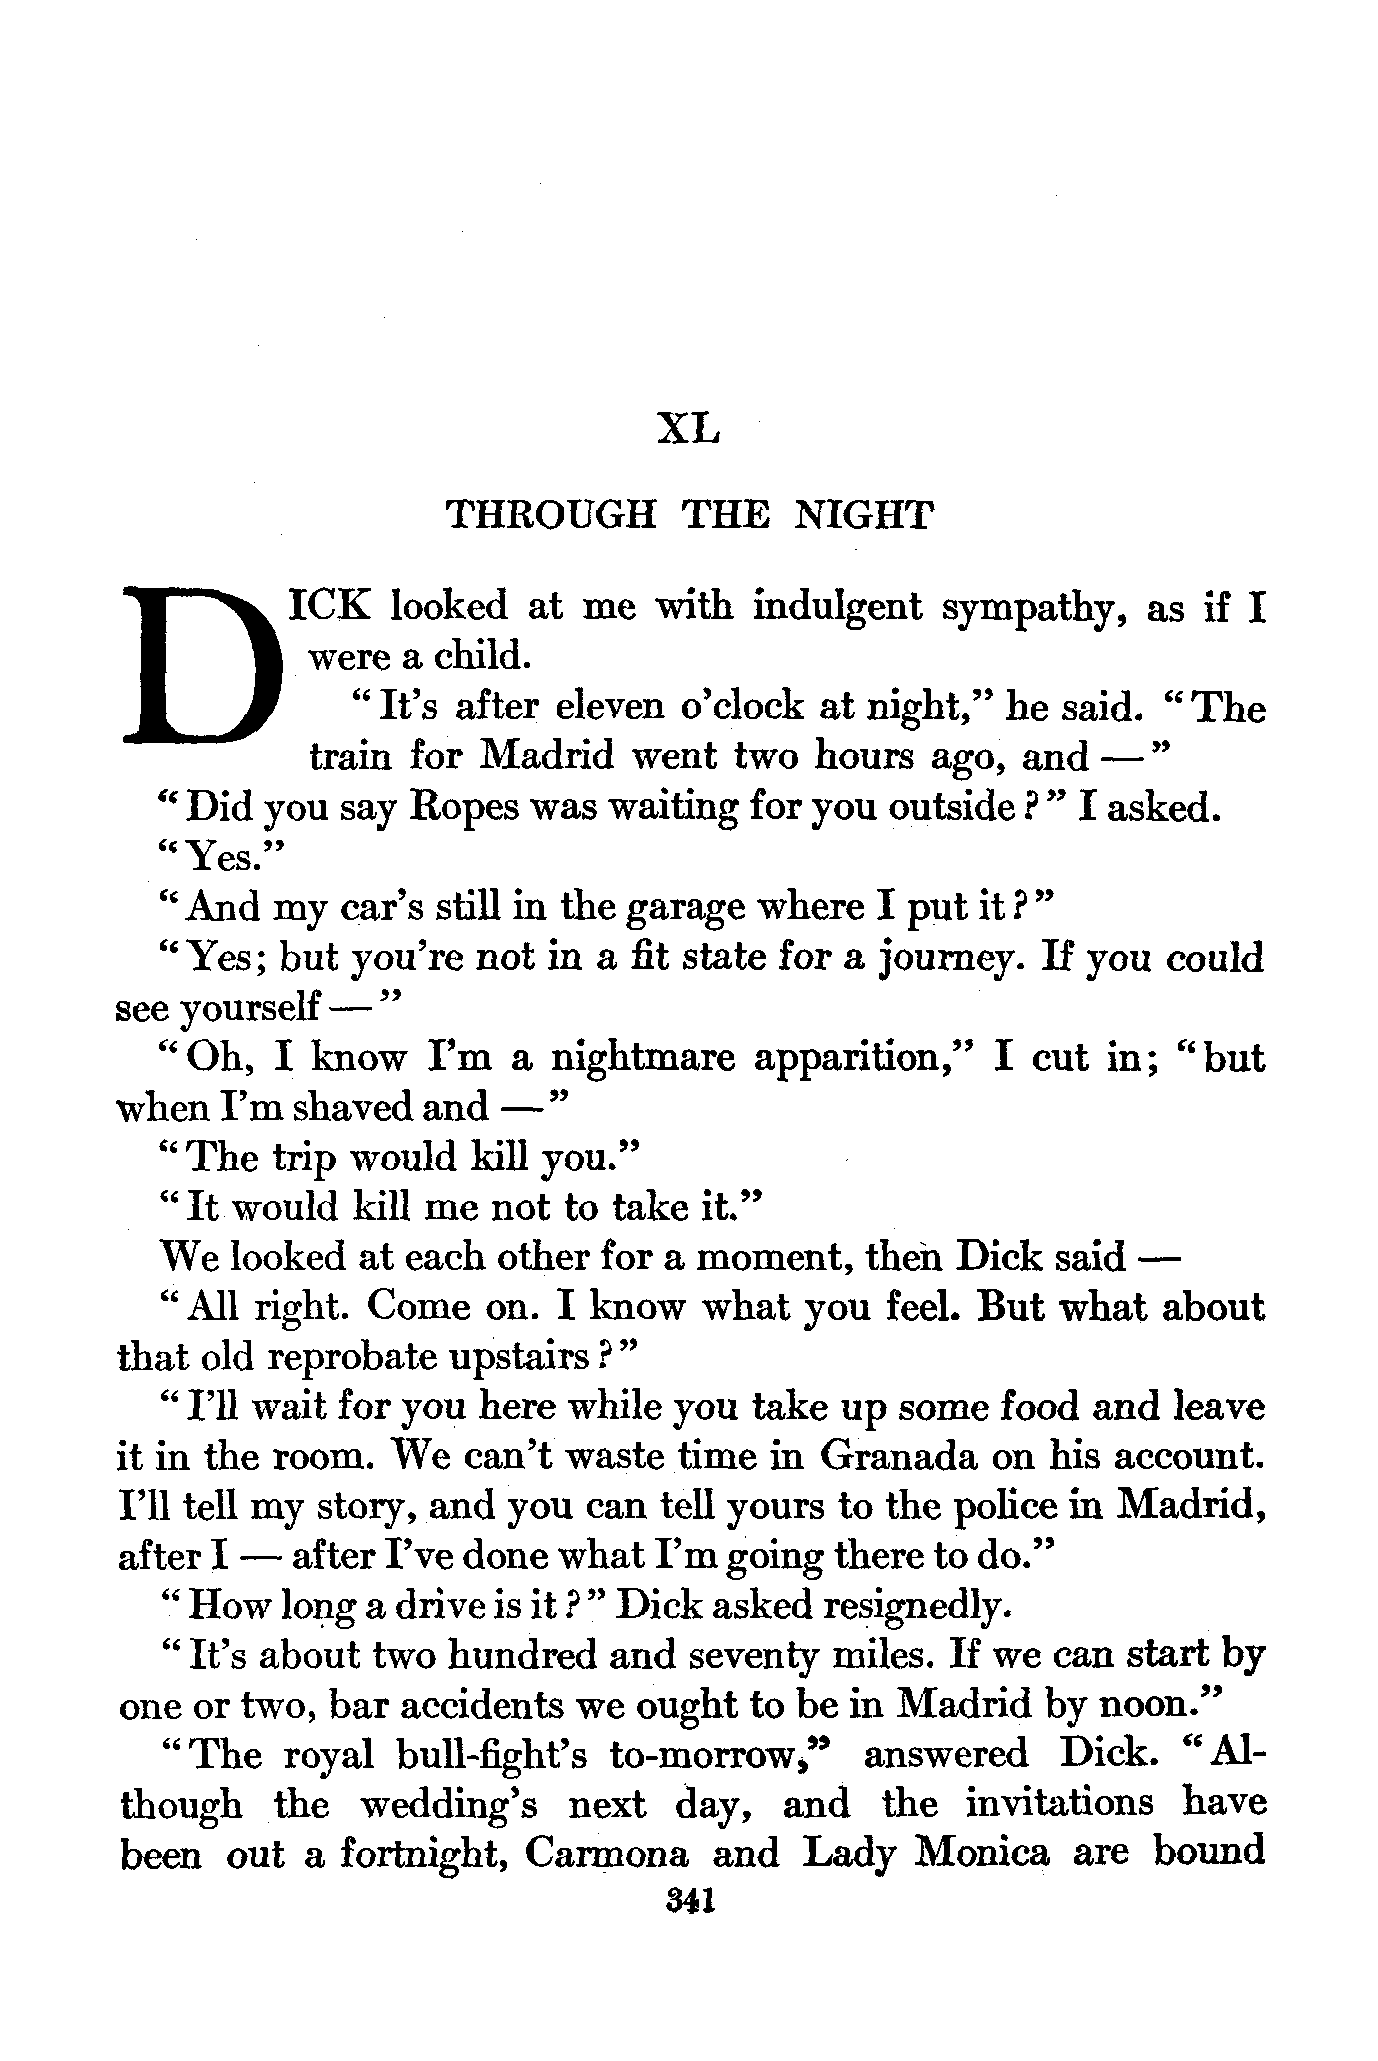 XL
THROUGH THE NIGHT
DICK looked at me with indulgent sympathy, as if I
were a child.
“It's after eleven o'clock at night,” he said. “The
train for Madrid went two hours ago, and —”
“Did you say Ropes was waiting for you outside?” I asked.
“Yes.”
“And my car's still in the garage where I put it?”
“Yes; but you're not in a fit state for a journey. If you could
see yourself —”
“Oh, I know I'm a nightmare apparition,” I cut in; “but
when I'm shaved and —”
“The trip would kill you.”
“It would kill me not to take it.”
We looked at each other for a moment, then Dick said —
“All right. Come on. I know what you feel. But what about
that old reprobate upstairs?”
“I'll wait for you here while you take up some food and leave
it in the room. We can't waste time in Granada on his account.
I'll tell my story, and you can tell yours to the police in Madrid,
after I — after I've done what I'm going there to do.”
“How long a drive is it?” Dick asked resignedly.
“It's about two hundred and seventy miles. If we can start by
one or two, bar accidents we ought to be in Madrid by noon.”
“The royal bull-fight's to-morrow,” answered Dick. “Al-
though the wedding's next day, and the invitations have
been out a fortnight, Carmona and Lady Monica are bound
341